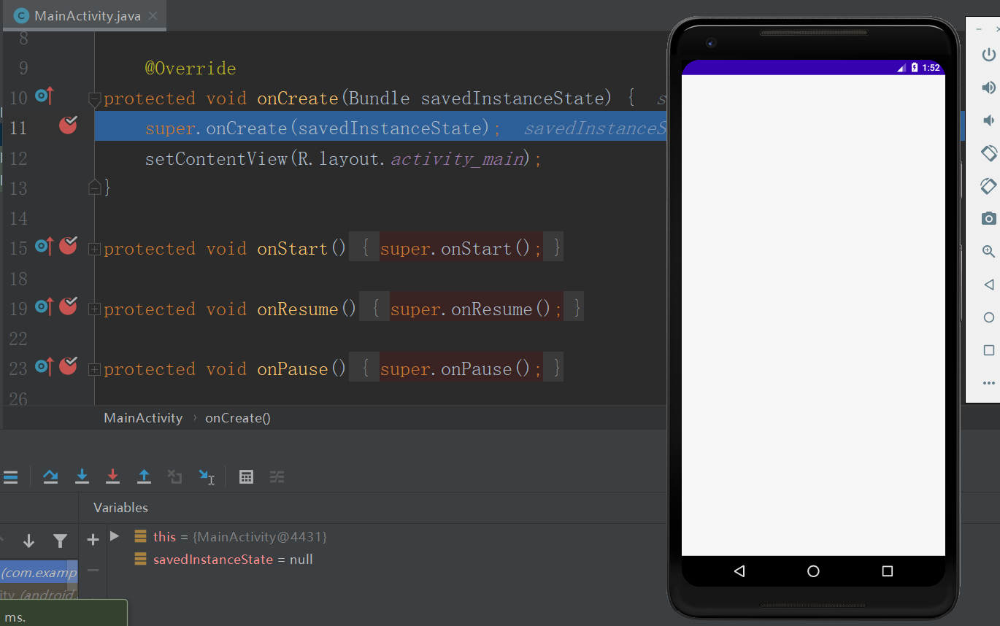 MainActivity.java
8
9 @Override
10 protected void onCreate(Bundle savedInstanceState) { s
11 super.onCreate(savedInstanceState); savedInstanceS
12 setContentView(R.layout.activity_main);
13 }
14
15 protected void onStart() { super.onStart(); }
18
19 protected void onResume() { super.onResume(); }
22
23 protected void onPause() { super.onPause(); }
26
MainActivity › onCreate()
Variables
this = {MainActivity@4431}
savedInstanceState = null
(com.examp
ity (android.
ms.
1:52